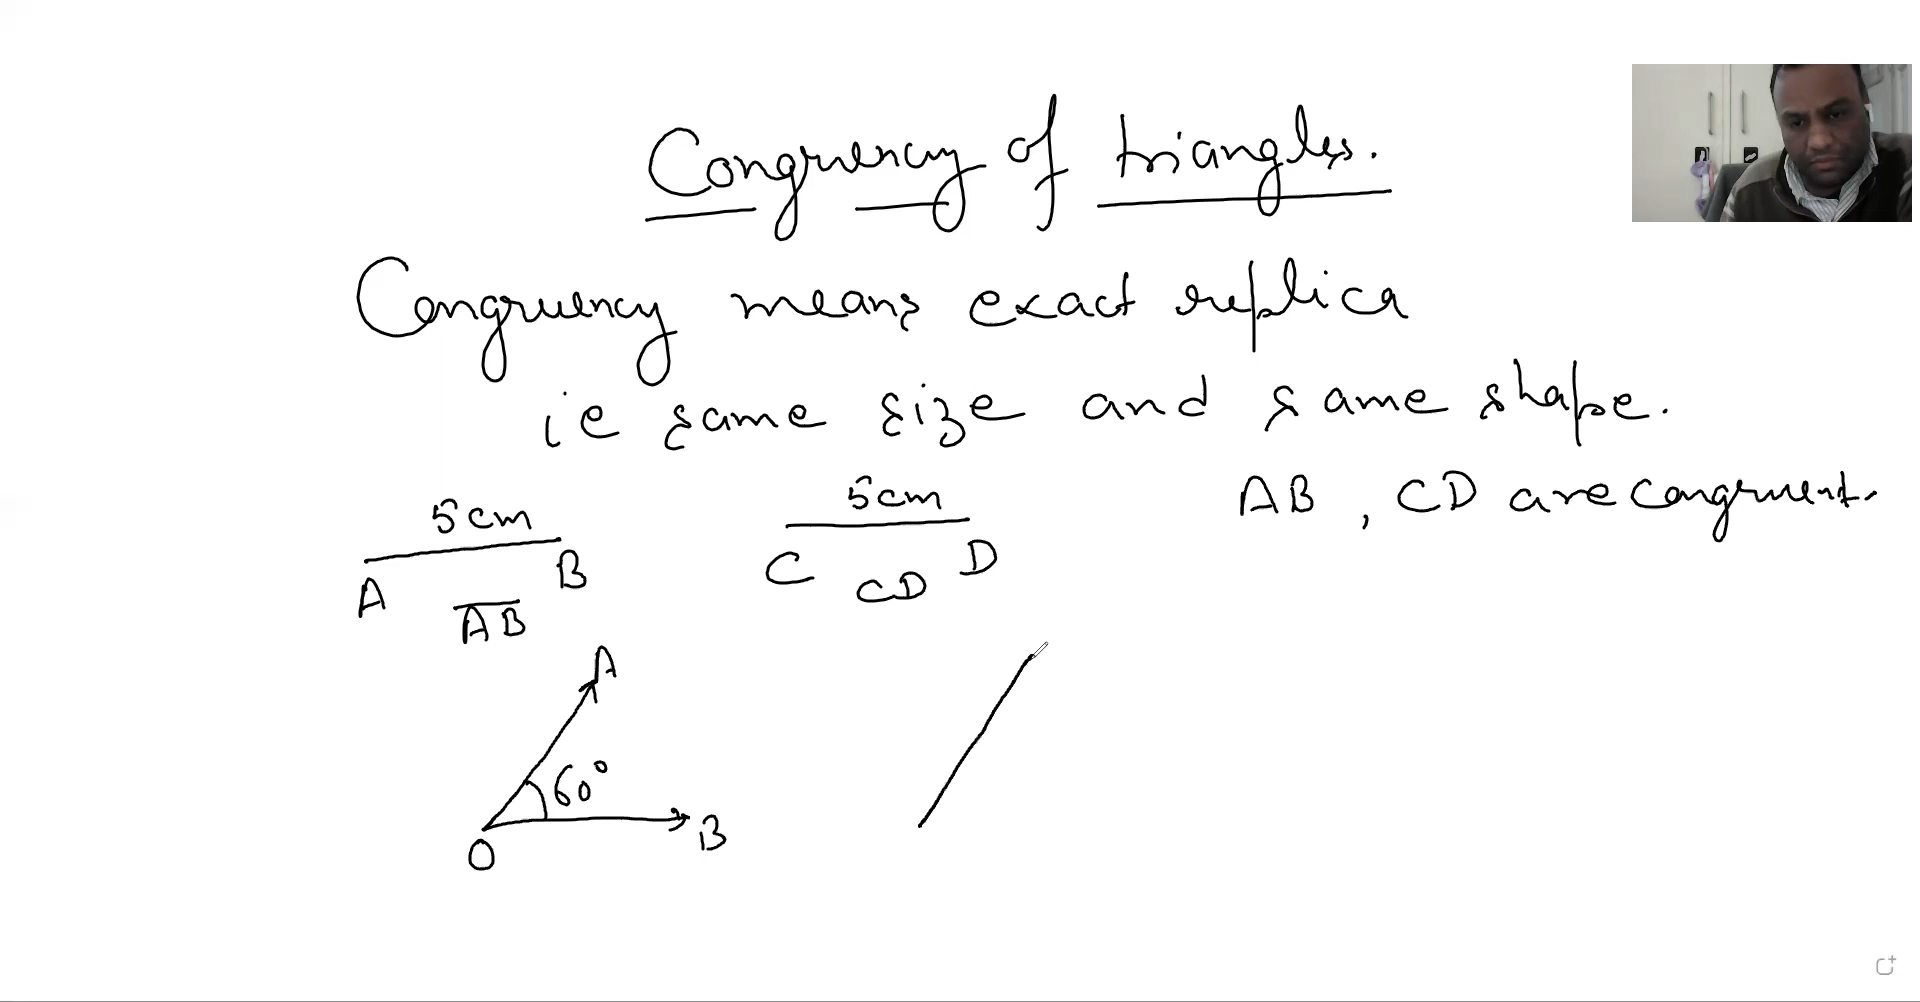 Congruency of triangles.
Congruency means exact replica
ie same size and same shape.
5cm
5cm
AB, CD are congruent.
A
B
C
D
AB
CD
A
60°
O
B